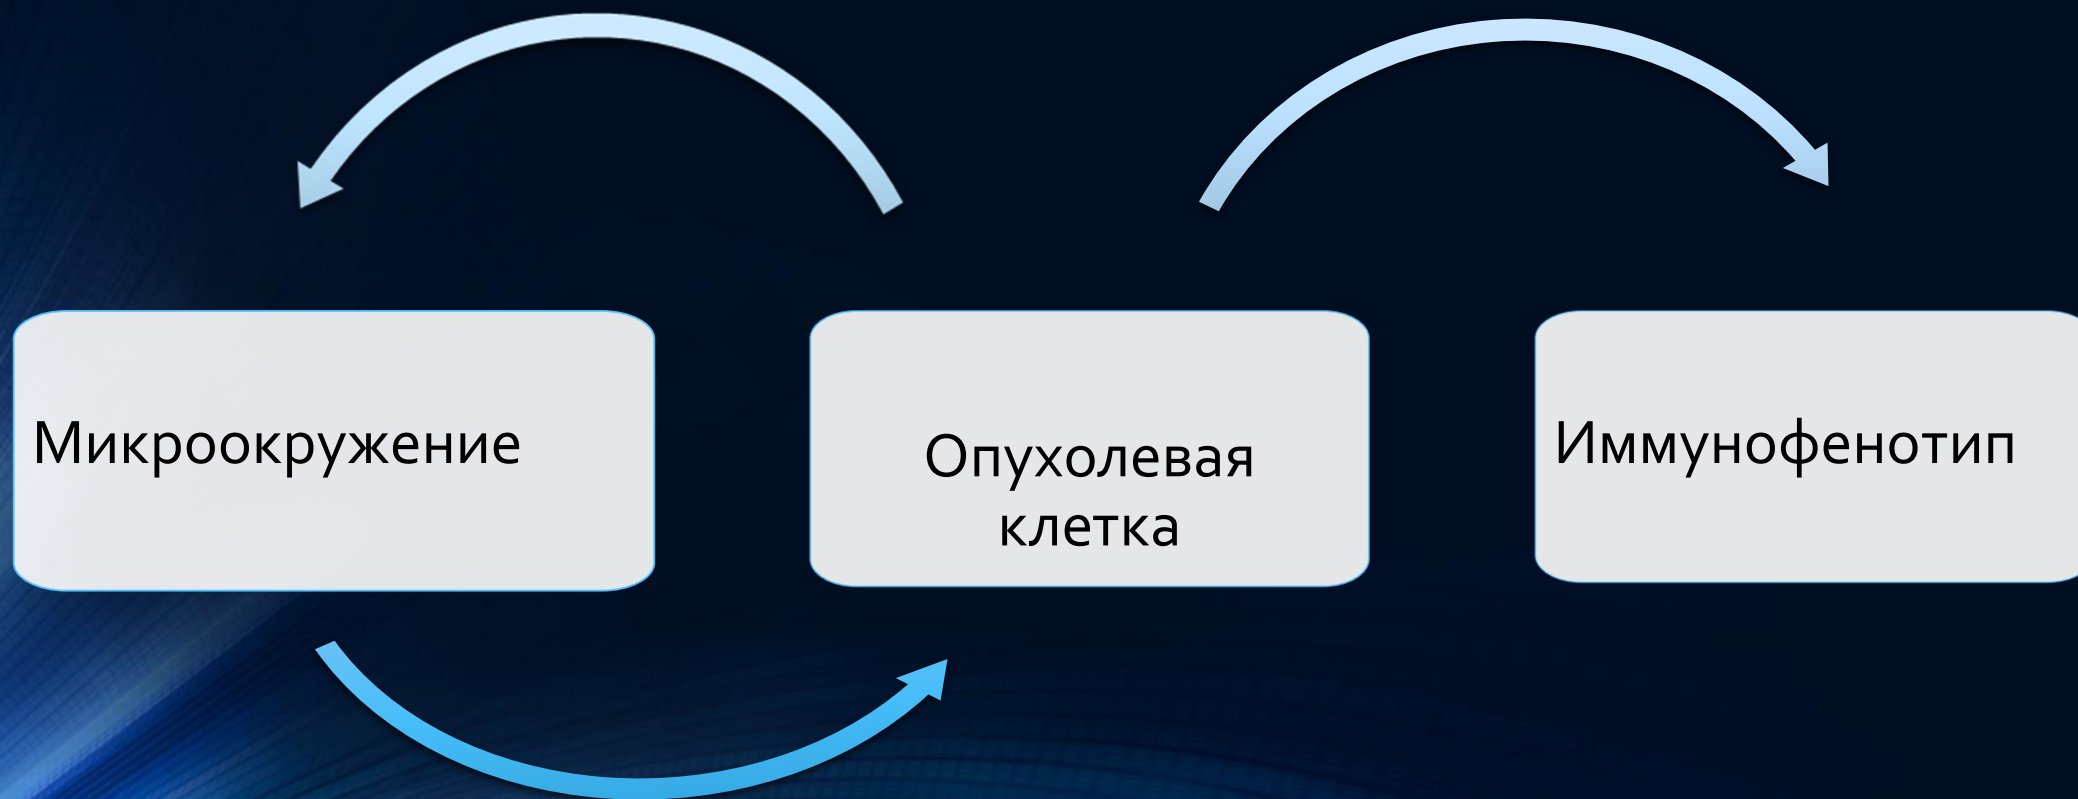 Микроокружение
Опухолевая
клетка
Иммунофенотип